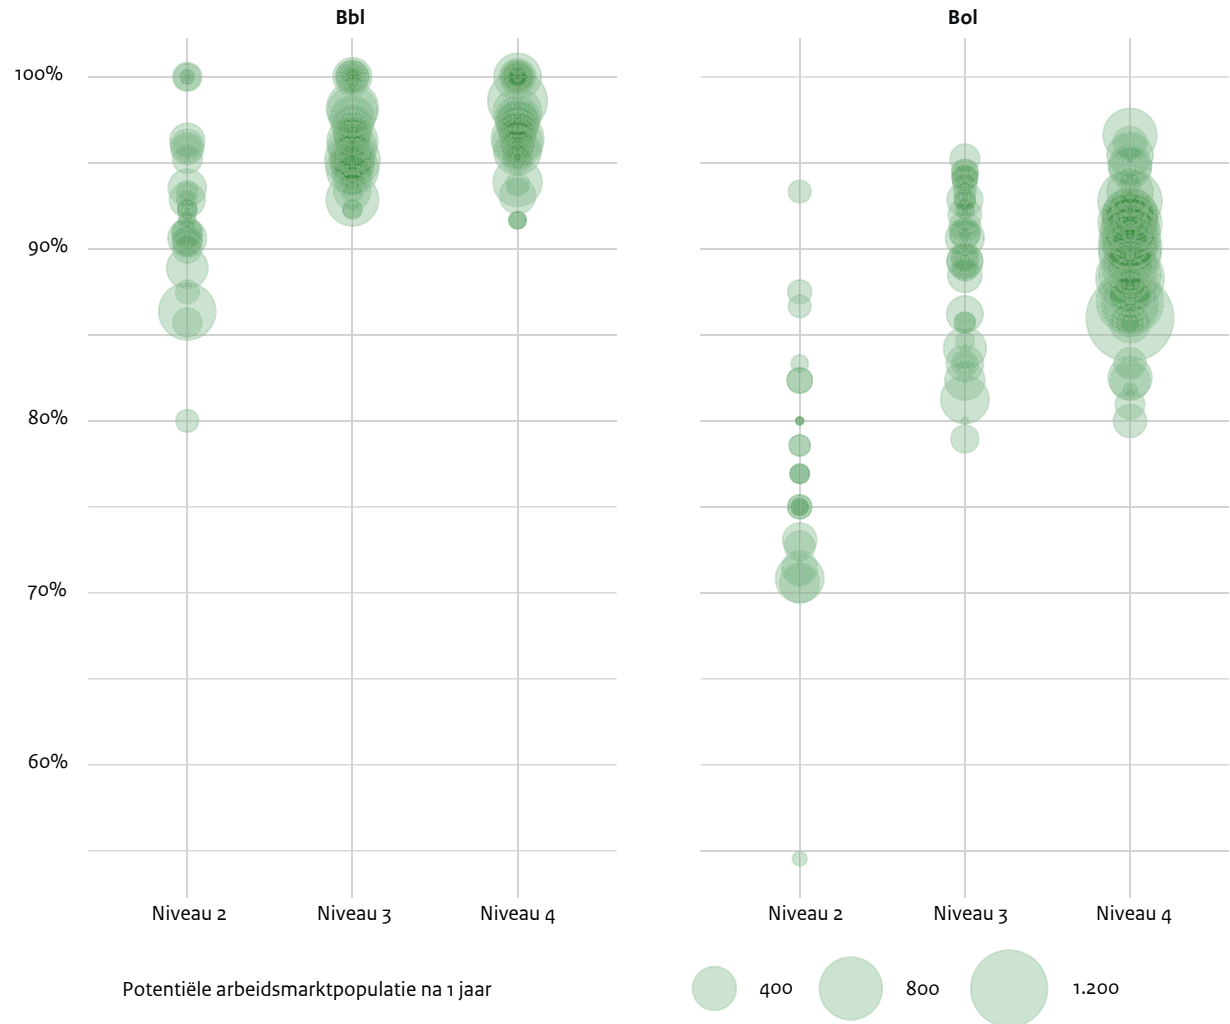 Bbl
Bol
100%
90%
80%
70%
60%
Niveau 2
Niveau 3
Niveau 4
Niveau 2
Niveau 3
Niveau 4
Potentiële arbeidsmarktpopulatie na 1 jaar
400
800
1.200